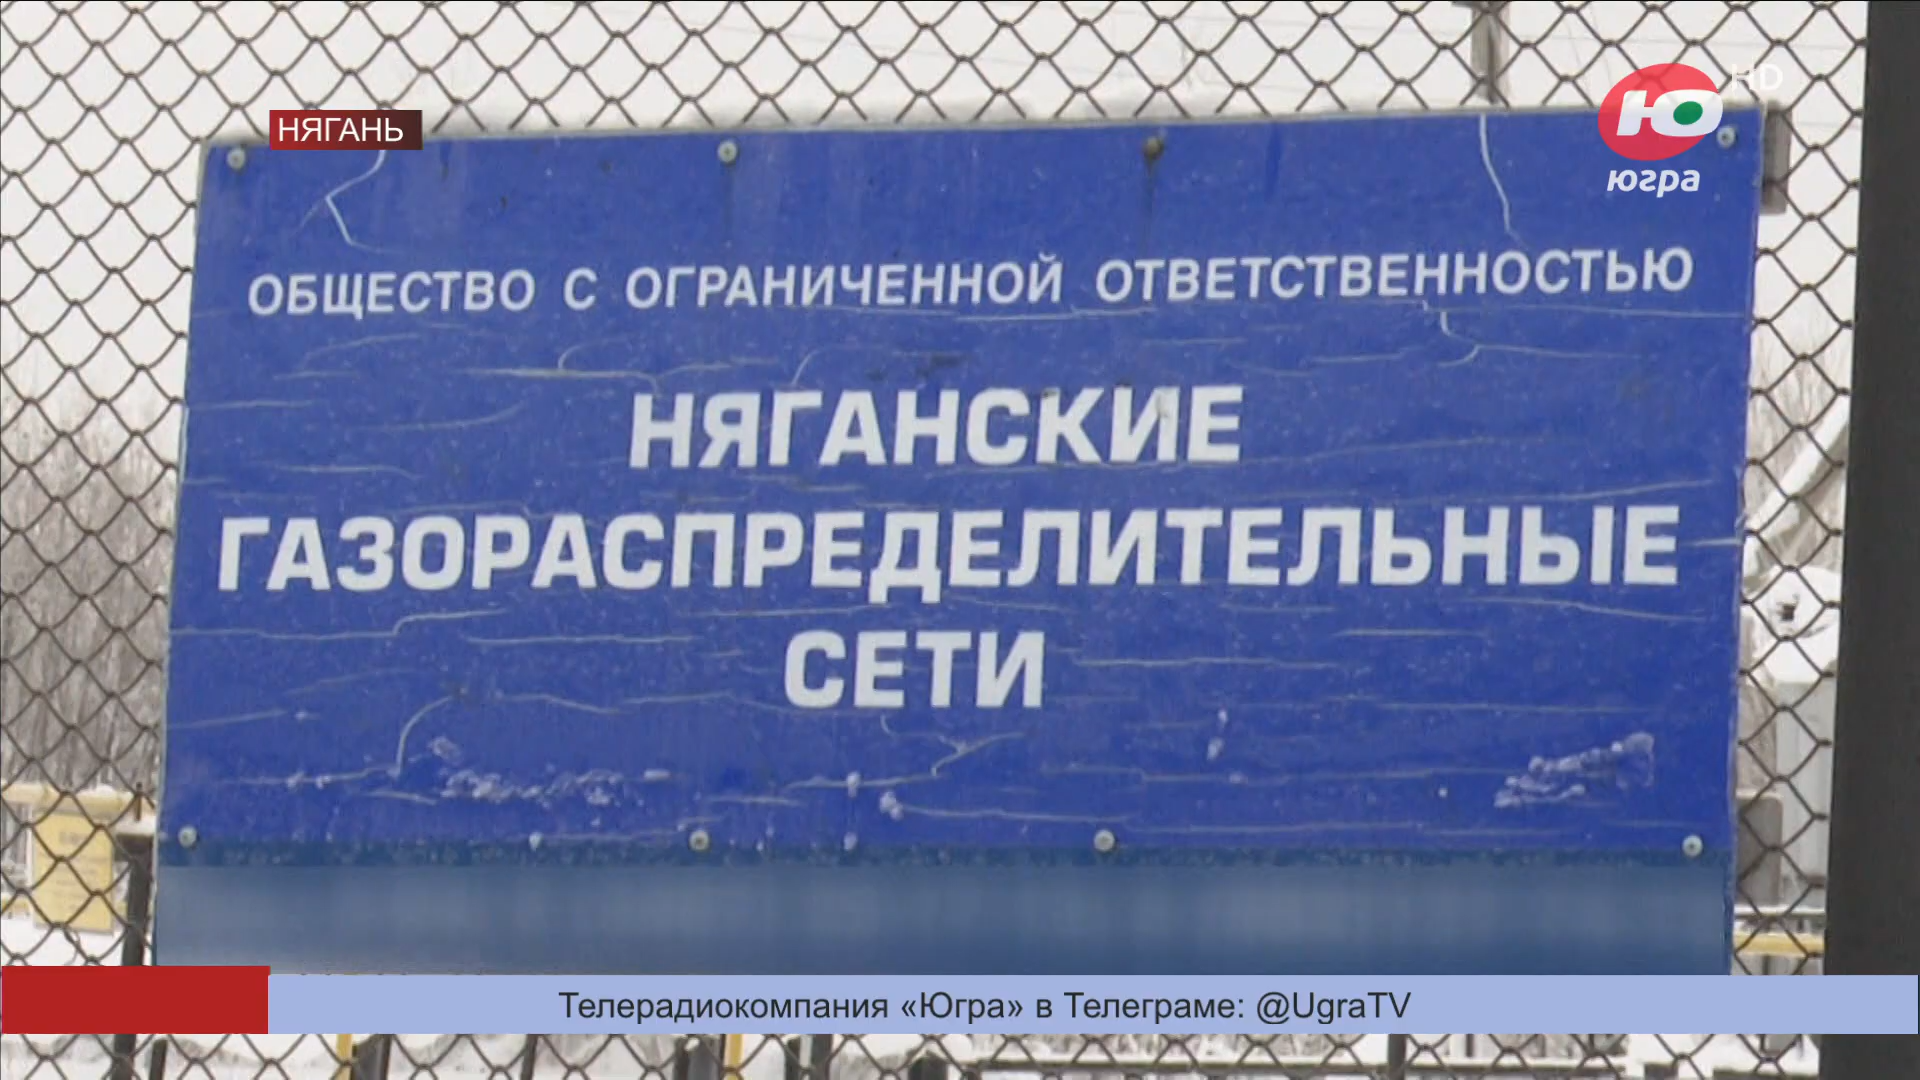 НЯГАНЬ
HD
Ю
югра
ОБЩЕСТВО С ОГРАНИЧЕННОЙ ОТВЕТСТВЕННОСТЬЮ
НЯГАНСКИЕ
ГАЗОРАСПРЕДЕЛИТЕЛЬНЫЕ
СЕТИ
Телерадиокомпания «Югра» в Телеграме: @UgraTV